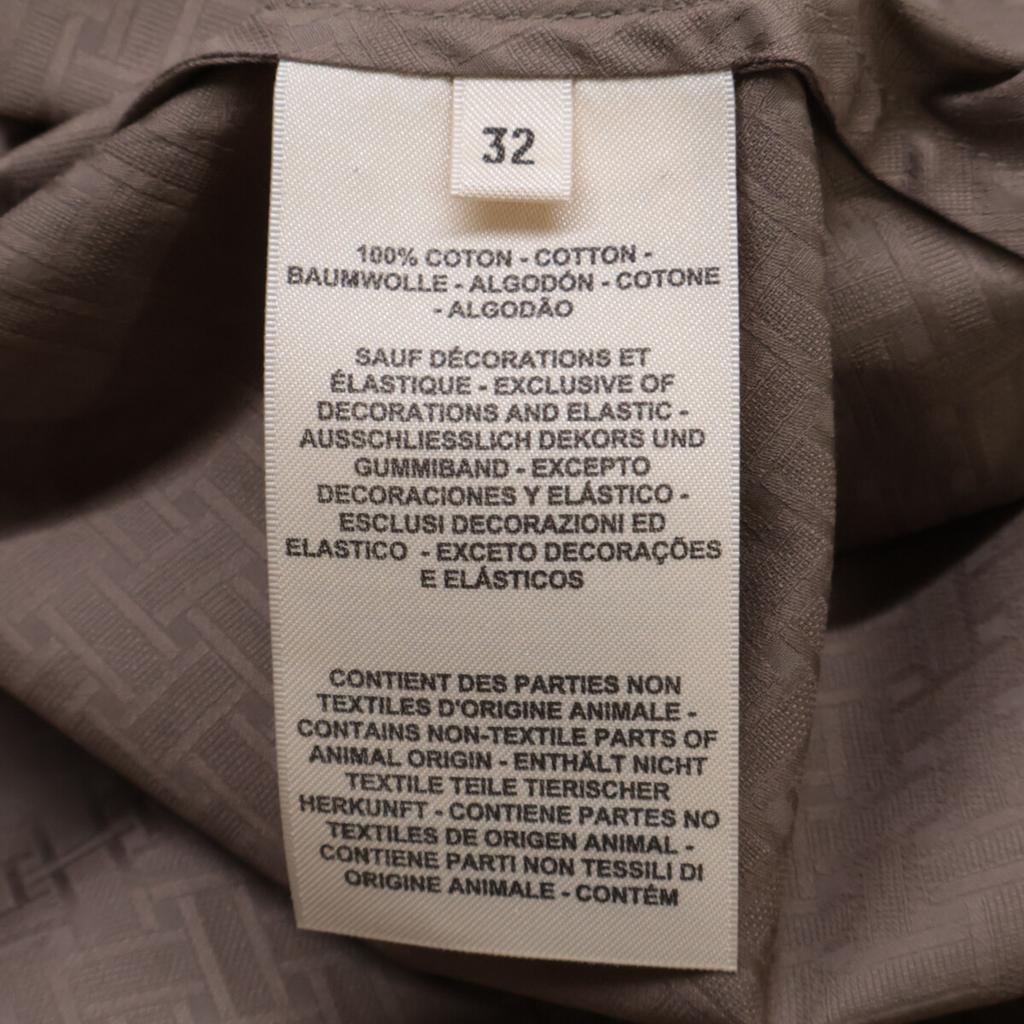 32
100% COTON - COTTON -
BAUMWOLLE - ALGODÓN - COTONE
- ALGODÃO
SAUF DÉCORATIONS ET
ÉLASTIQUE - EXCLUSIVE OF
DECORATIONS AND ELASTIC -
AUSSCHLIESSLICH DEKORS UND
GUMMIBAND - EXCEPTO
DECORACIONES Y ELÁSTICO -
ESCLUSI DECORAZIONI ED
ELASTICO - EXCETO DECORAÇÕES
E ELÁSTICOS
CONTIENT DES PARTIES NON
TEXTILES D'ORIGINE ANIMALE -
CONTAINS NON-TEXTILE PARTS OF
ANIMAL ORIGIN - ENTHÄLT NICHT
TEXTILE TEILE TIERISCHER
HERKUNFT - CONTIENE PARTES NO
TEXTILES DE ORIGEN ANIMAL -
CONTIENE PARTI NON TESSILI DI
ORIGINE ANIMALE - CONTÉM